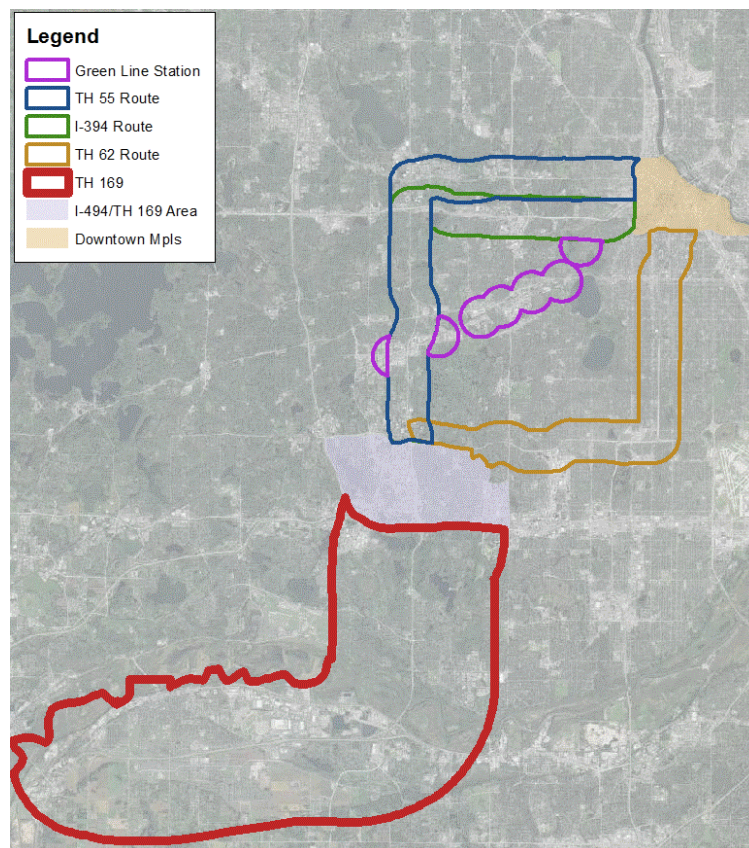 Legend
Green Line Station
TH 55 Route
I-394 Route
TH 62 Route
TH 169
I-494/TH 169 Area
Downtown Mpls